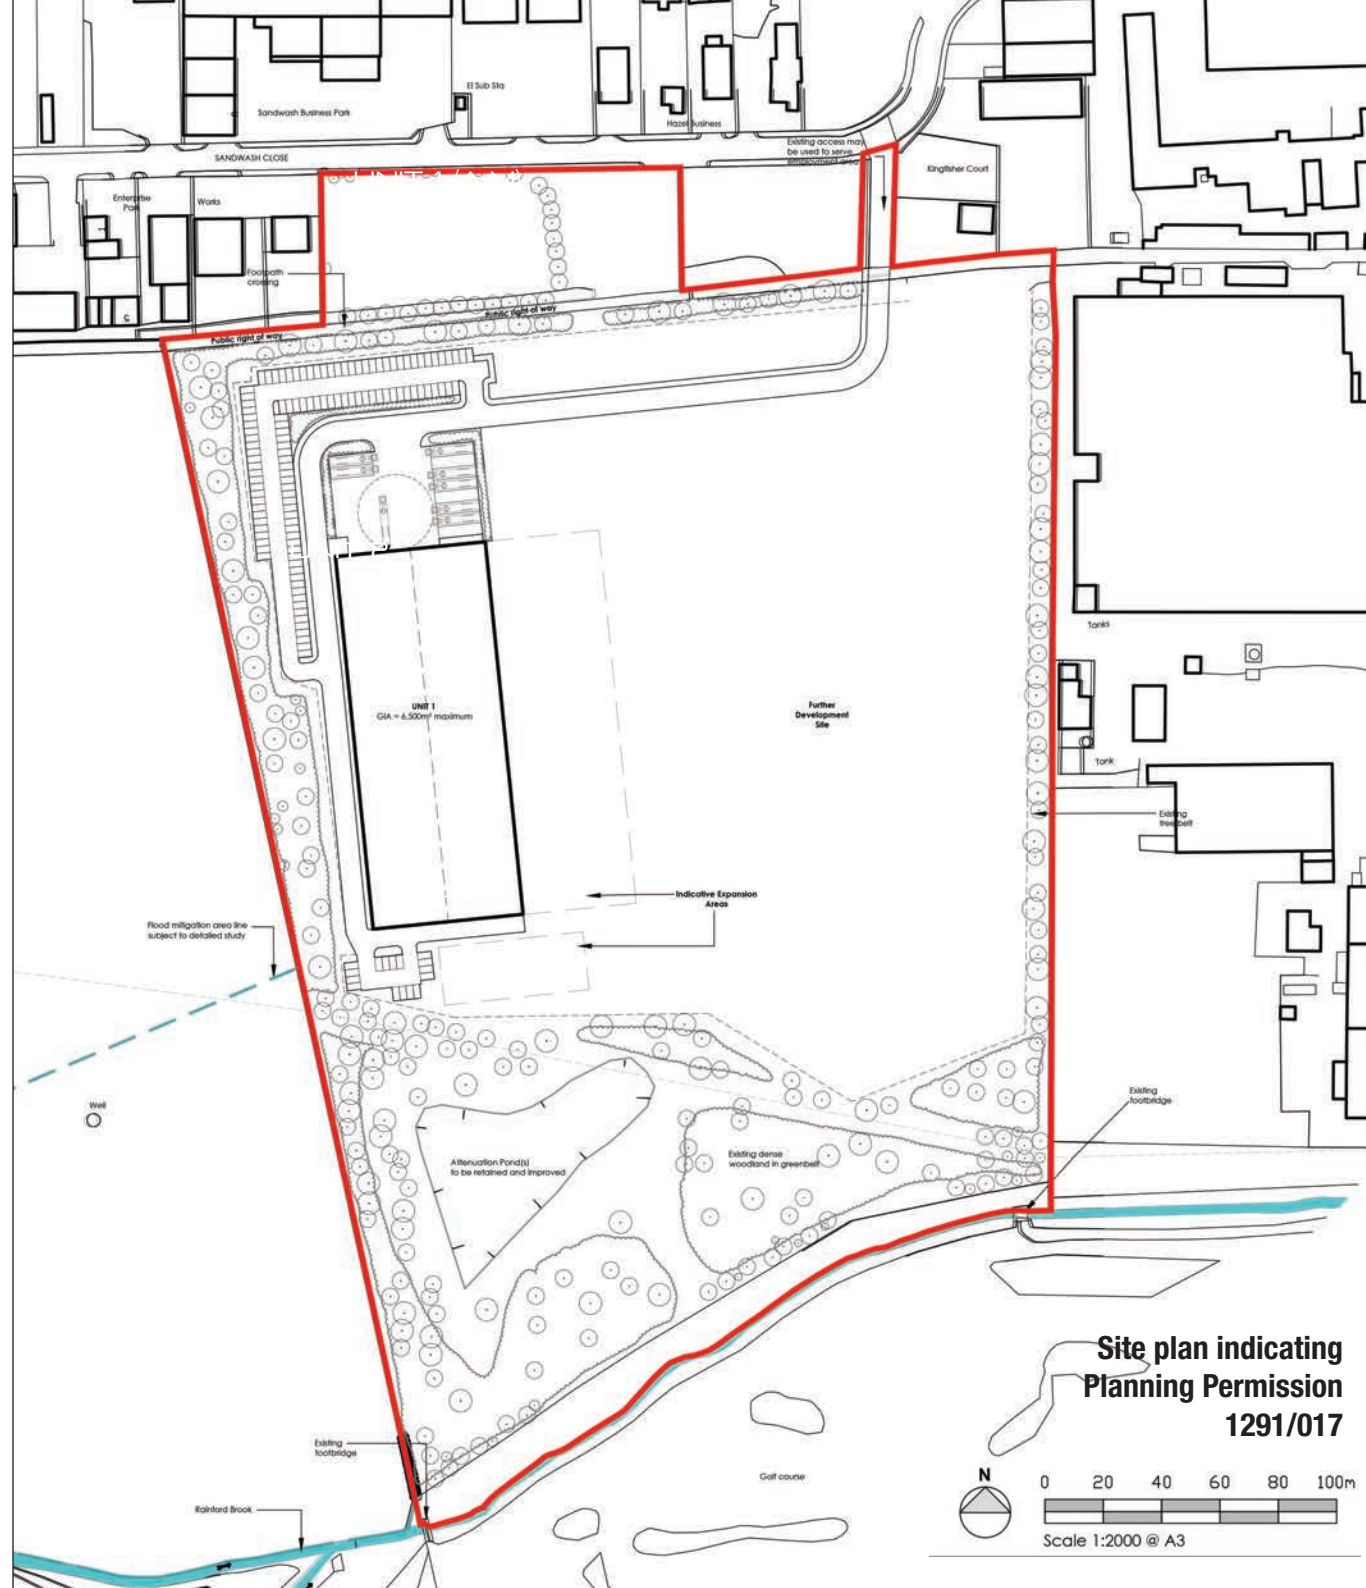 El Sub Sta
Sandwash Business Park
Hazel Business
Existing access may
be used to serve
SANDWASH CLOSE
Kingfisher Court
Enterprise
Park
Works
Footpath
crossing
Public right of way
Public right of way
Tanks
UNIT 1
GIA = 6,500m² maximum
Further
Development
Site
Tank
Existing
tree belt
Indicative Expansion
Areas
Flood mitigation area line
subject to detailed study
Existing
footbridge
Well
Existing dense
woodland in greenbelt
Attenuation Pond(s)
to be retained and improved
Site plan indicating
Planning Permission
1291/017
Existing
footbridge
Golf course
N
0 20 40 60 80 100m
Rainford Brook
Scale 1:2000 @ A3